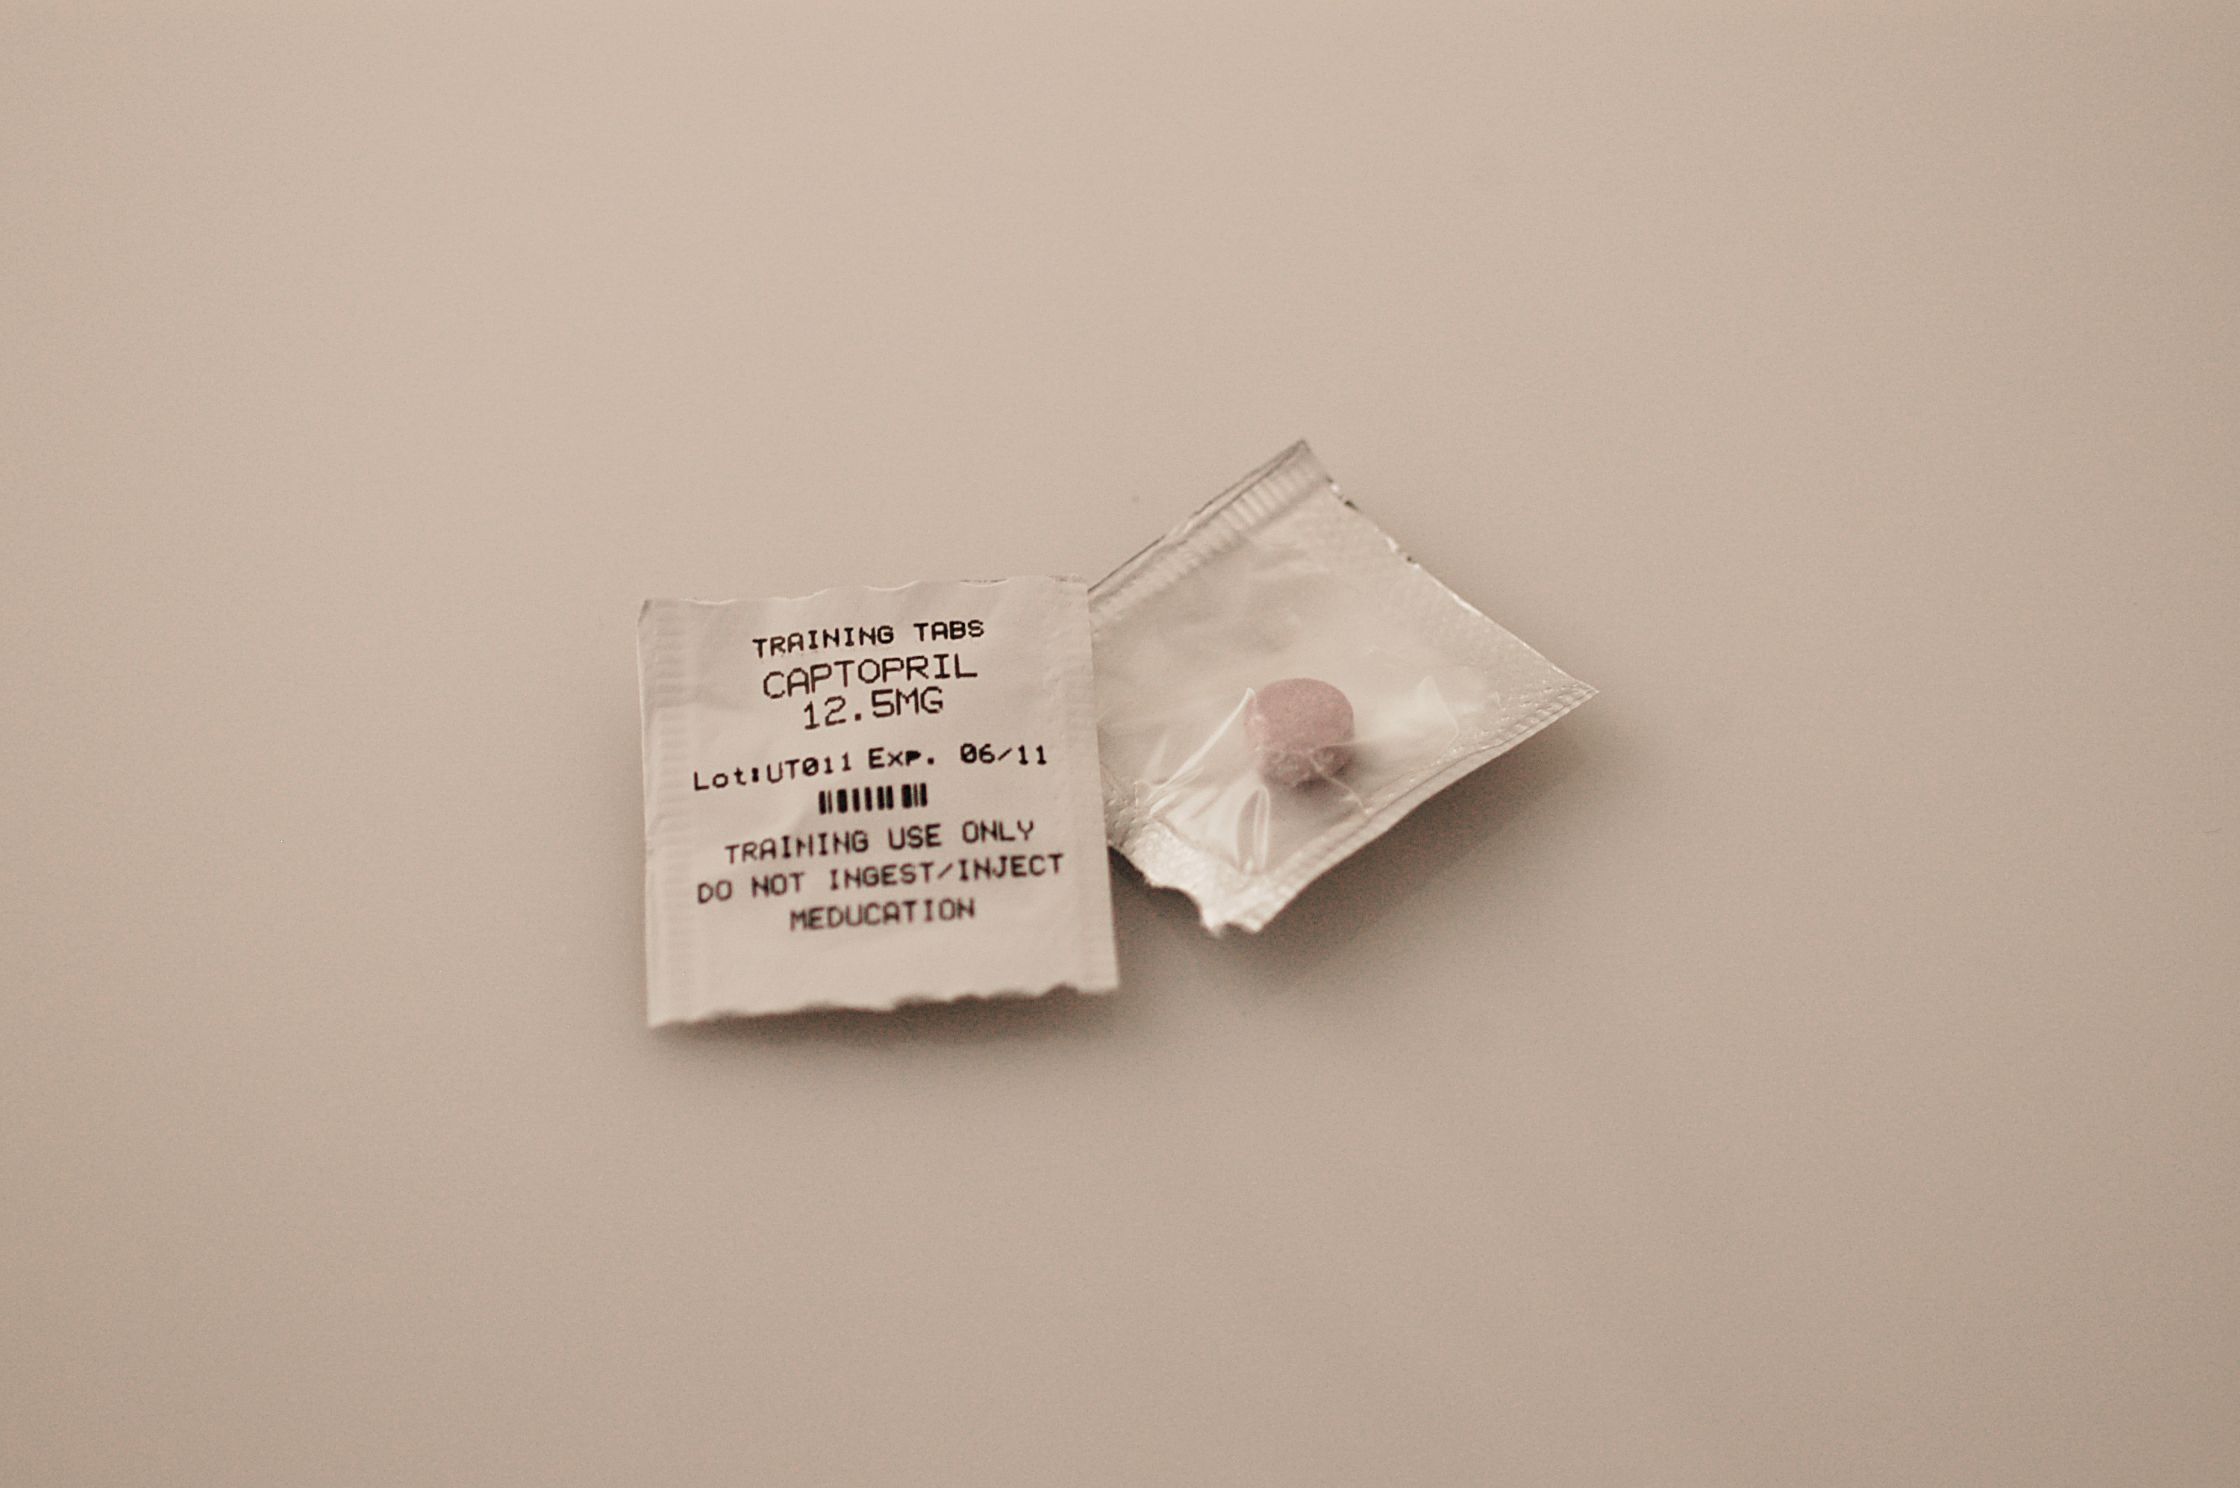 TRAINING TABS
CAPTOPRIL
12.5MG
Lot:UT011 Exp. 06/11
TRAINING USE ONLY
DO NOT INGEST/INJECT
MEDUCATION